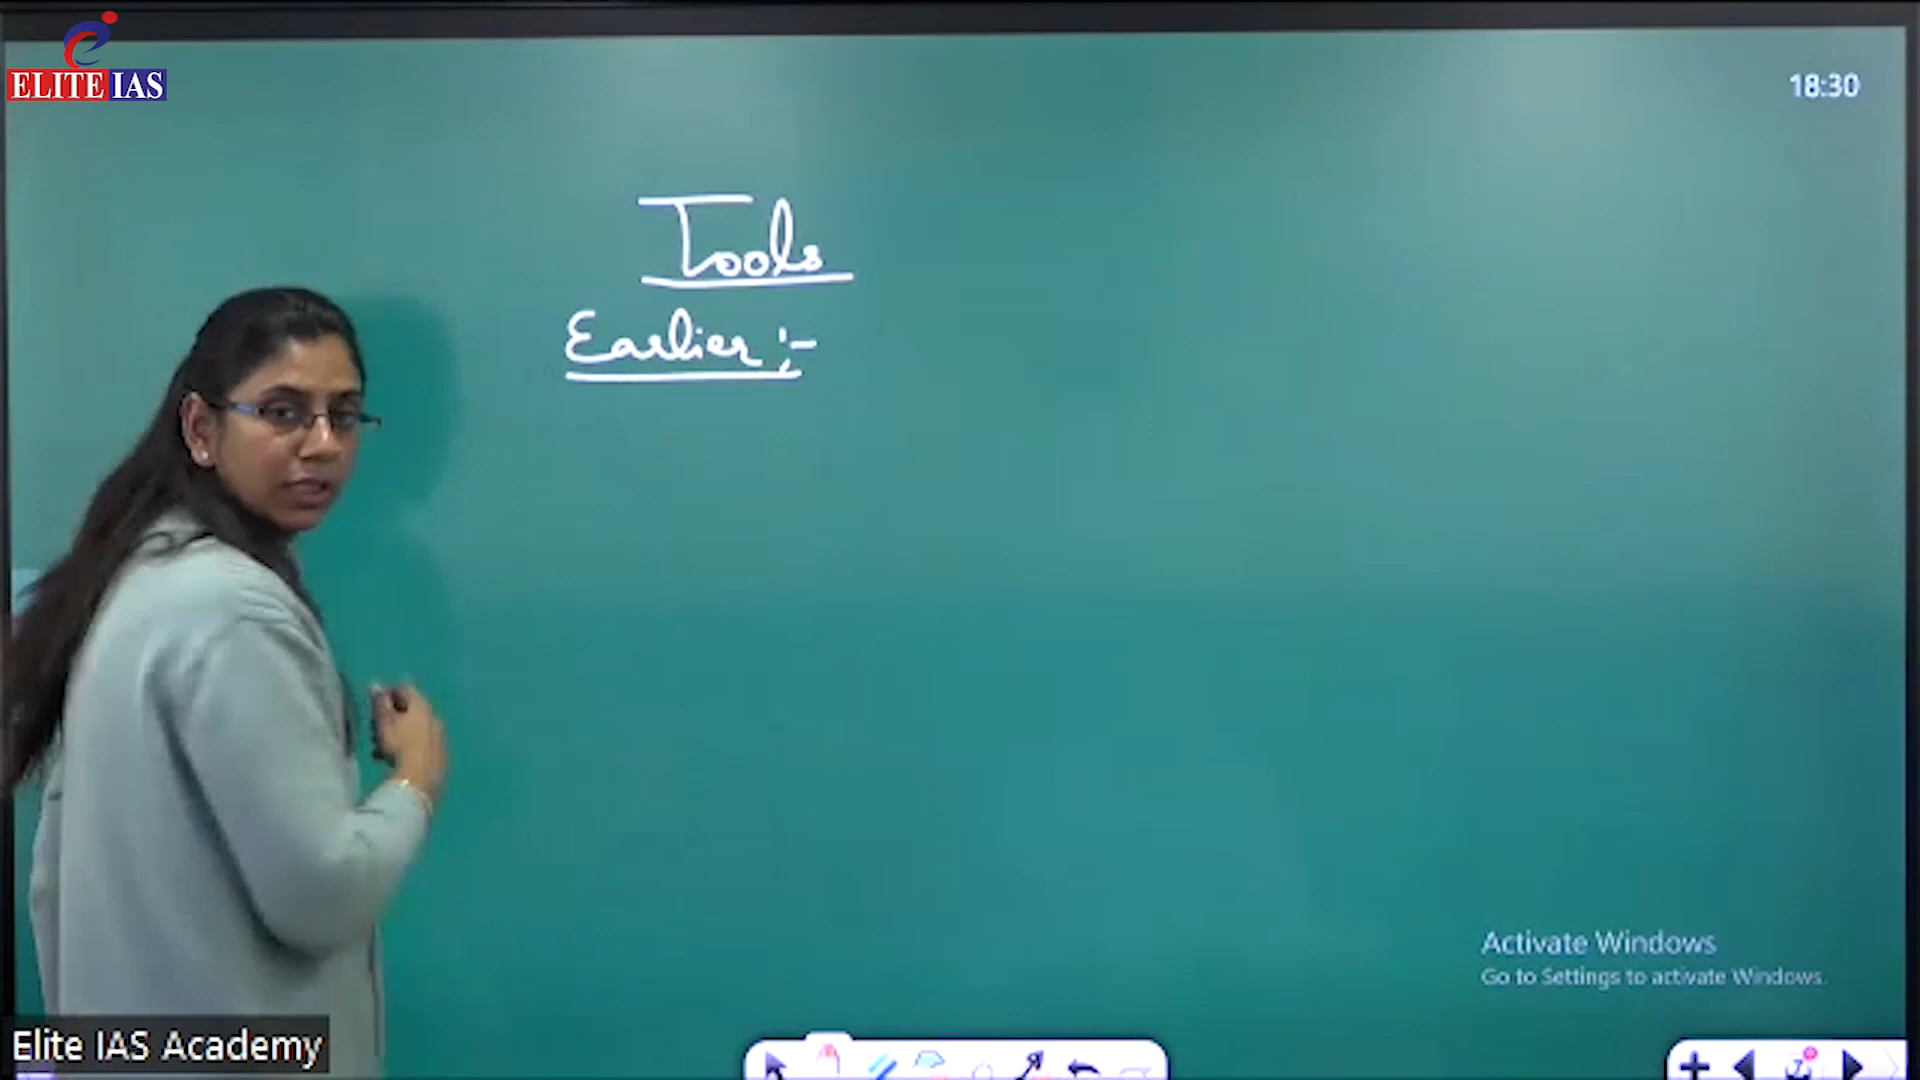 ELITE IAS
18:30
Tools
Earlier :-
Activate Windows
Go to Settings to activate Windows.
Elite IAS Academy